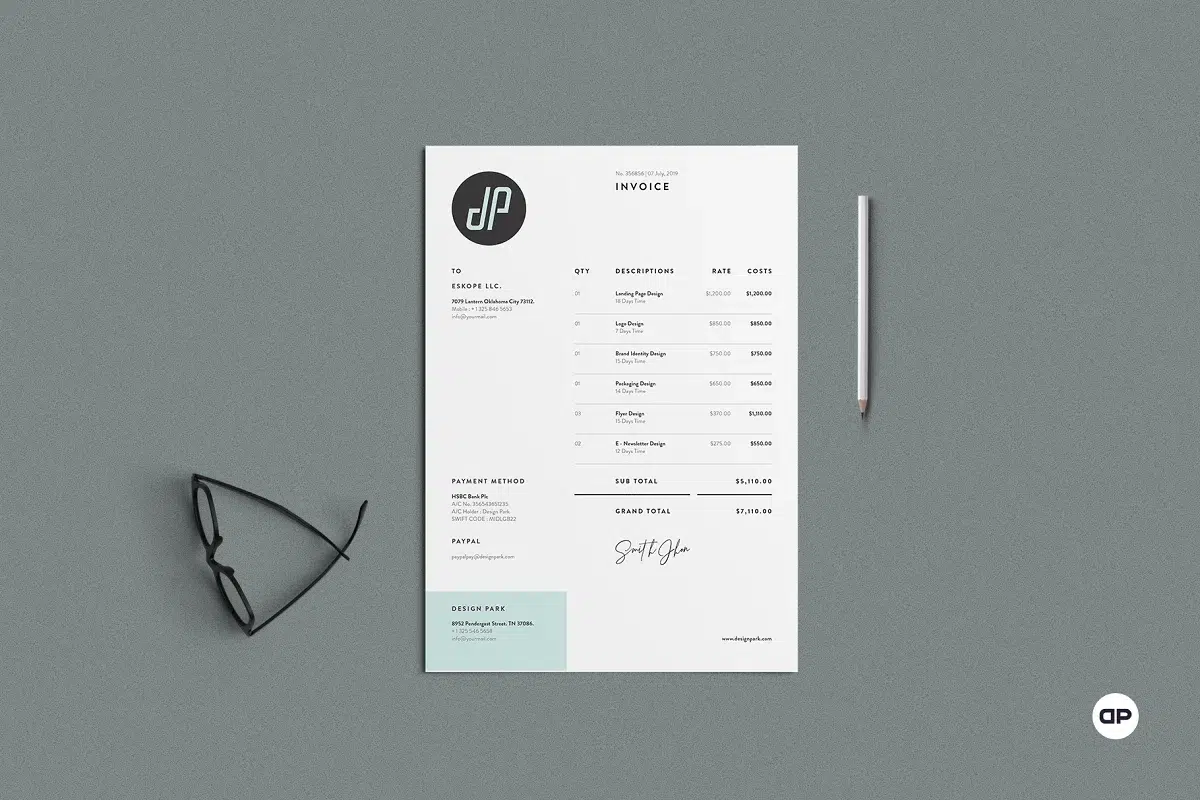 dP
No. 356856 | 07 July, 2019
INVOICE
TO
ESKOPE LLC.
7079 Lantern Oklahoma City 73112.
Mobile : + 1 325 846 5653
info@yourmail.com
QTY DESCRIPTIONS RATE COSTS
01 Landing Page Design $1,200.00 $1,200.00
18 Days Time
01 Logo Design $850.00 $850.00
7 Days Time
01 Brand Identity Design $750.00 $750.00
15 Days Time
01 Packaging Design $650.00 $650.00
14 Days Time
03 Flyer Design $370.00 $1,110.00
15 Days Time
02 E - Newsletter Design $275.00 $550.00
12 Days Time
SUB TOTAL $5,110.00
GRAND TOTAL $7,110.00
PAYMENT METHOD
HSBC Bank Plc
A/C No. 356543651235
A/C Holder : Design Park
SWIFT CODE : MIDLGB22
PAYPAL
paypalpay@designpark.com
Smith Jhon
DESIGN PARK
8952 Pendergast Street. TN 37086.
+ 1 325 546 5658
info@yourmail.com
www.designpark.com
DP